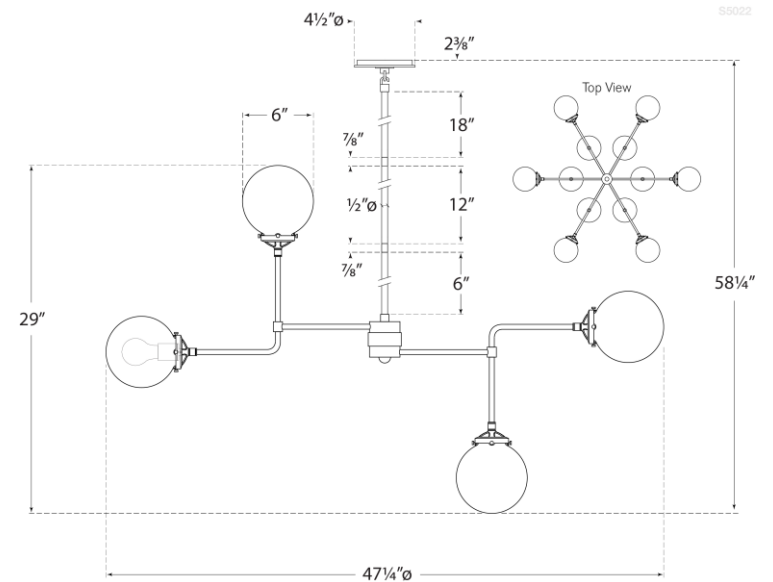 S5022
4½"ø
2⅜"
Top View
6"
18"
⅞"
½"ø
12"
⅞"
6"
58¼"
29"
47¼"ø